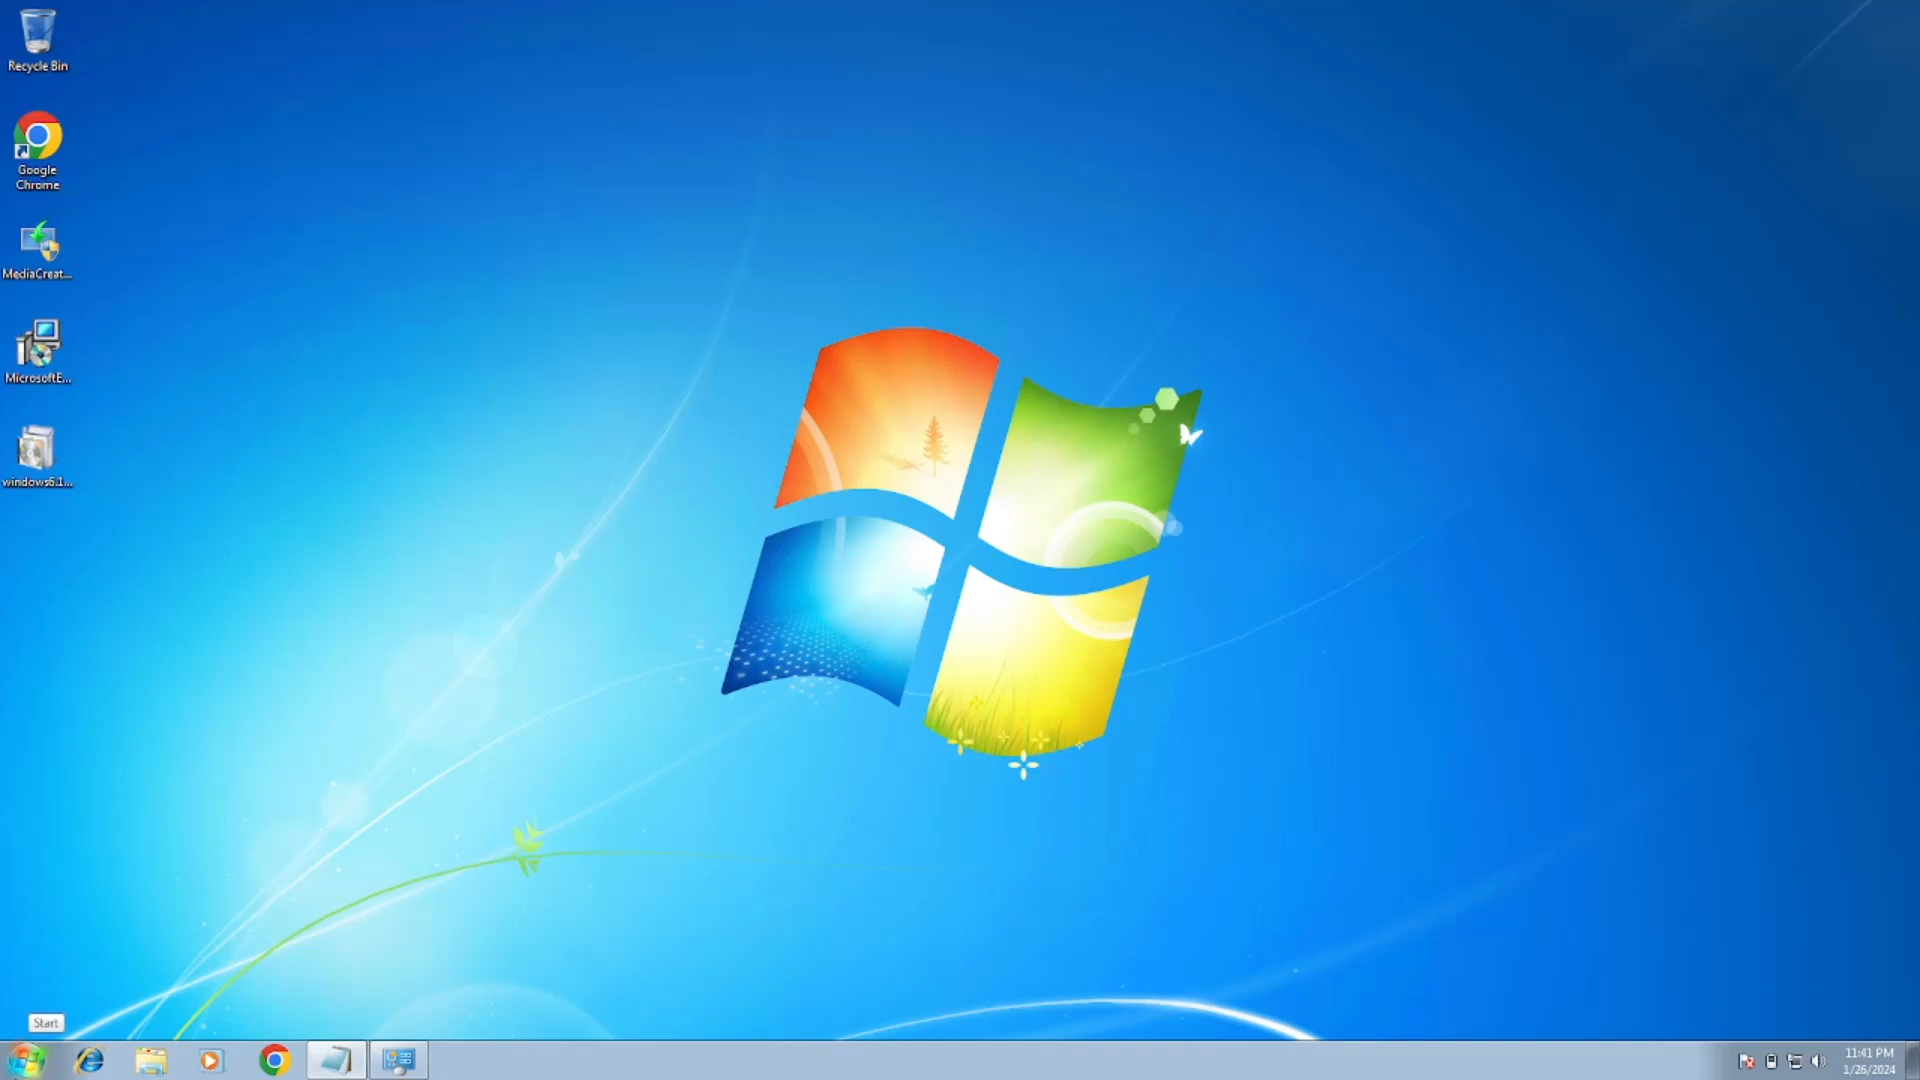 Recycle Bin
Google
Chrome
MediaCreat...
MicrosoftE...
windows6.1...
Start
11:41 PM
1/26/2024